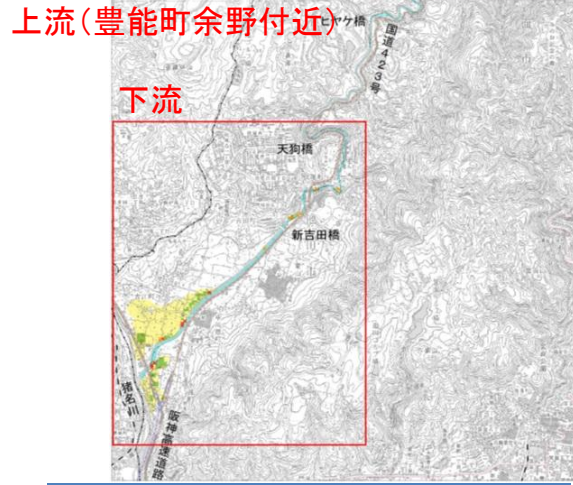 上流(豊能町余野付近)
ヒヤケ橋
国道423号
下流
天狗橋
新吉田橋
猪名川
阪神高速道路